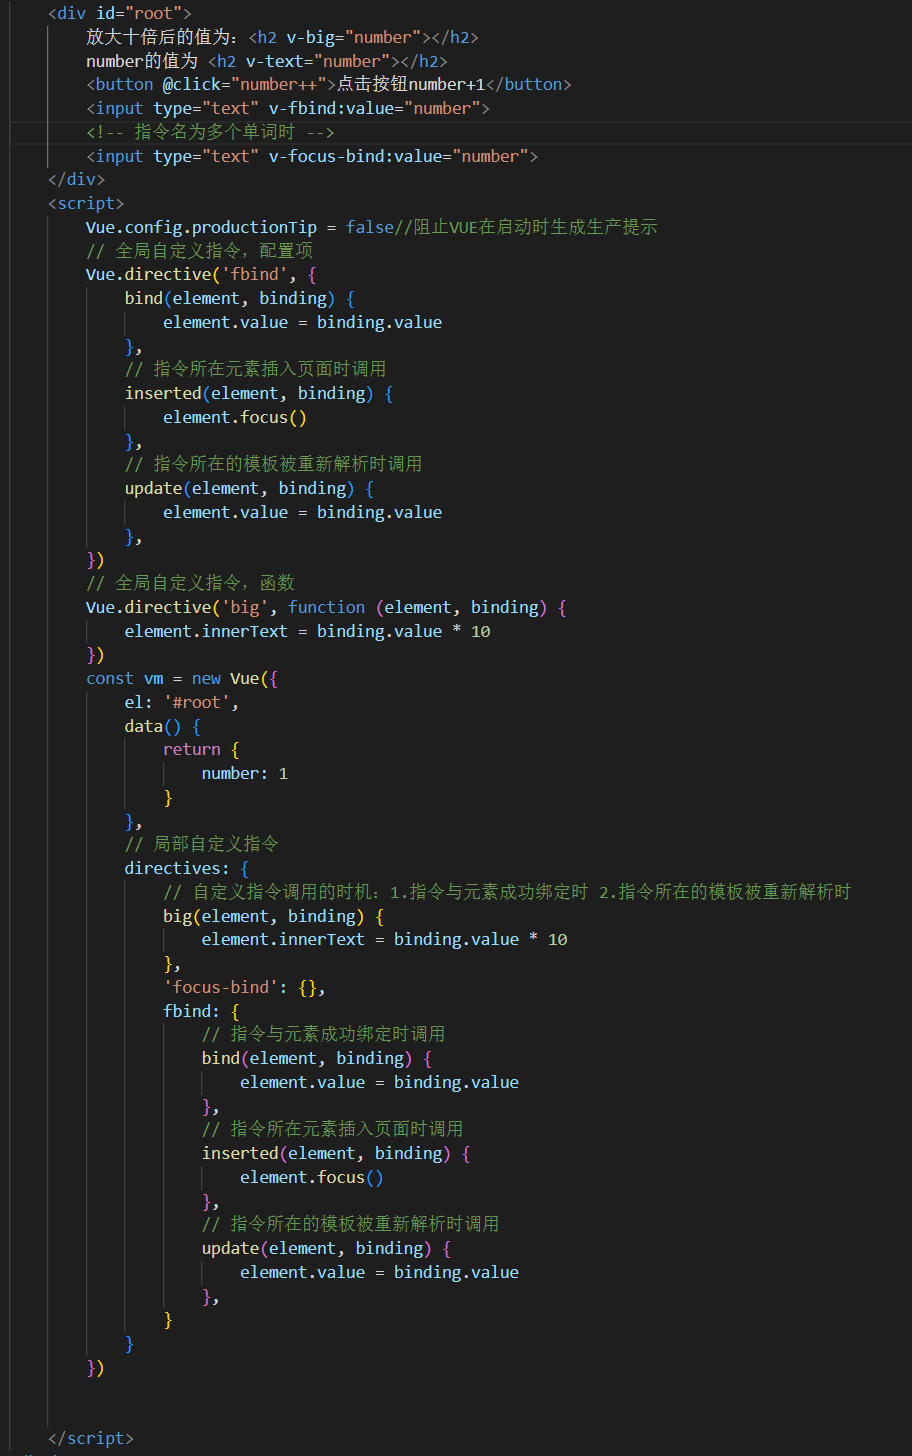 <div id="root">
放大十倍后的值为：<h2 v-big="number"></h2>
number的值为 <h2 v-text="number"></h2>
<button @click="number++">点击按钮number+1</button>
<input type="text" v-fbind:value="number">
<!-- 指令名为多个单词时 -->
<input type="text" v-focus-bind:value="number">
</div>
<script>
Vue.config.productionTip = false//阻止VUE在启动时生成生产提示
// 全局自定义指令，配置项
Vue.directive('fbind', {
bind(element, binding) {
element.value = binding.value
},
// 指令所在元素插入页面时调用
inserted(element, binding) {
element.focus()
},
// 指令所在的模板被重新解析时调用
update(element, binding) {
element.value = binding.value
},
})
// 全局自定义指令，函数
Vue.directive('big', function (element, binding) {
element.innerText = binding.value * 10
})
const vm = new Vue({
el: '#root',
data() {
return {
number: 1
}
},
// 局部自定义指令
directives: {
// 自定义指令调用的时机：1.指令与元素成功绑定时 2.指令所在的模板被重新解析时
big(element, binding) {
element.innerText = binding.value * 10
},
'focus-bind': {},
fbind: {
// 指令与元素成功绑定时调用
bind(element, binding) {
element.value = binding.value
},
// 指令所在元素插入页面时调用
inserted(element, binding) {
element.focus()
},
// 指令所在的模板被重新解析时调用
update(element, binding) {
element.value = binding.value
},
}
}
})
</script>